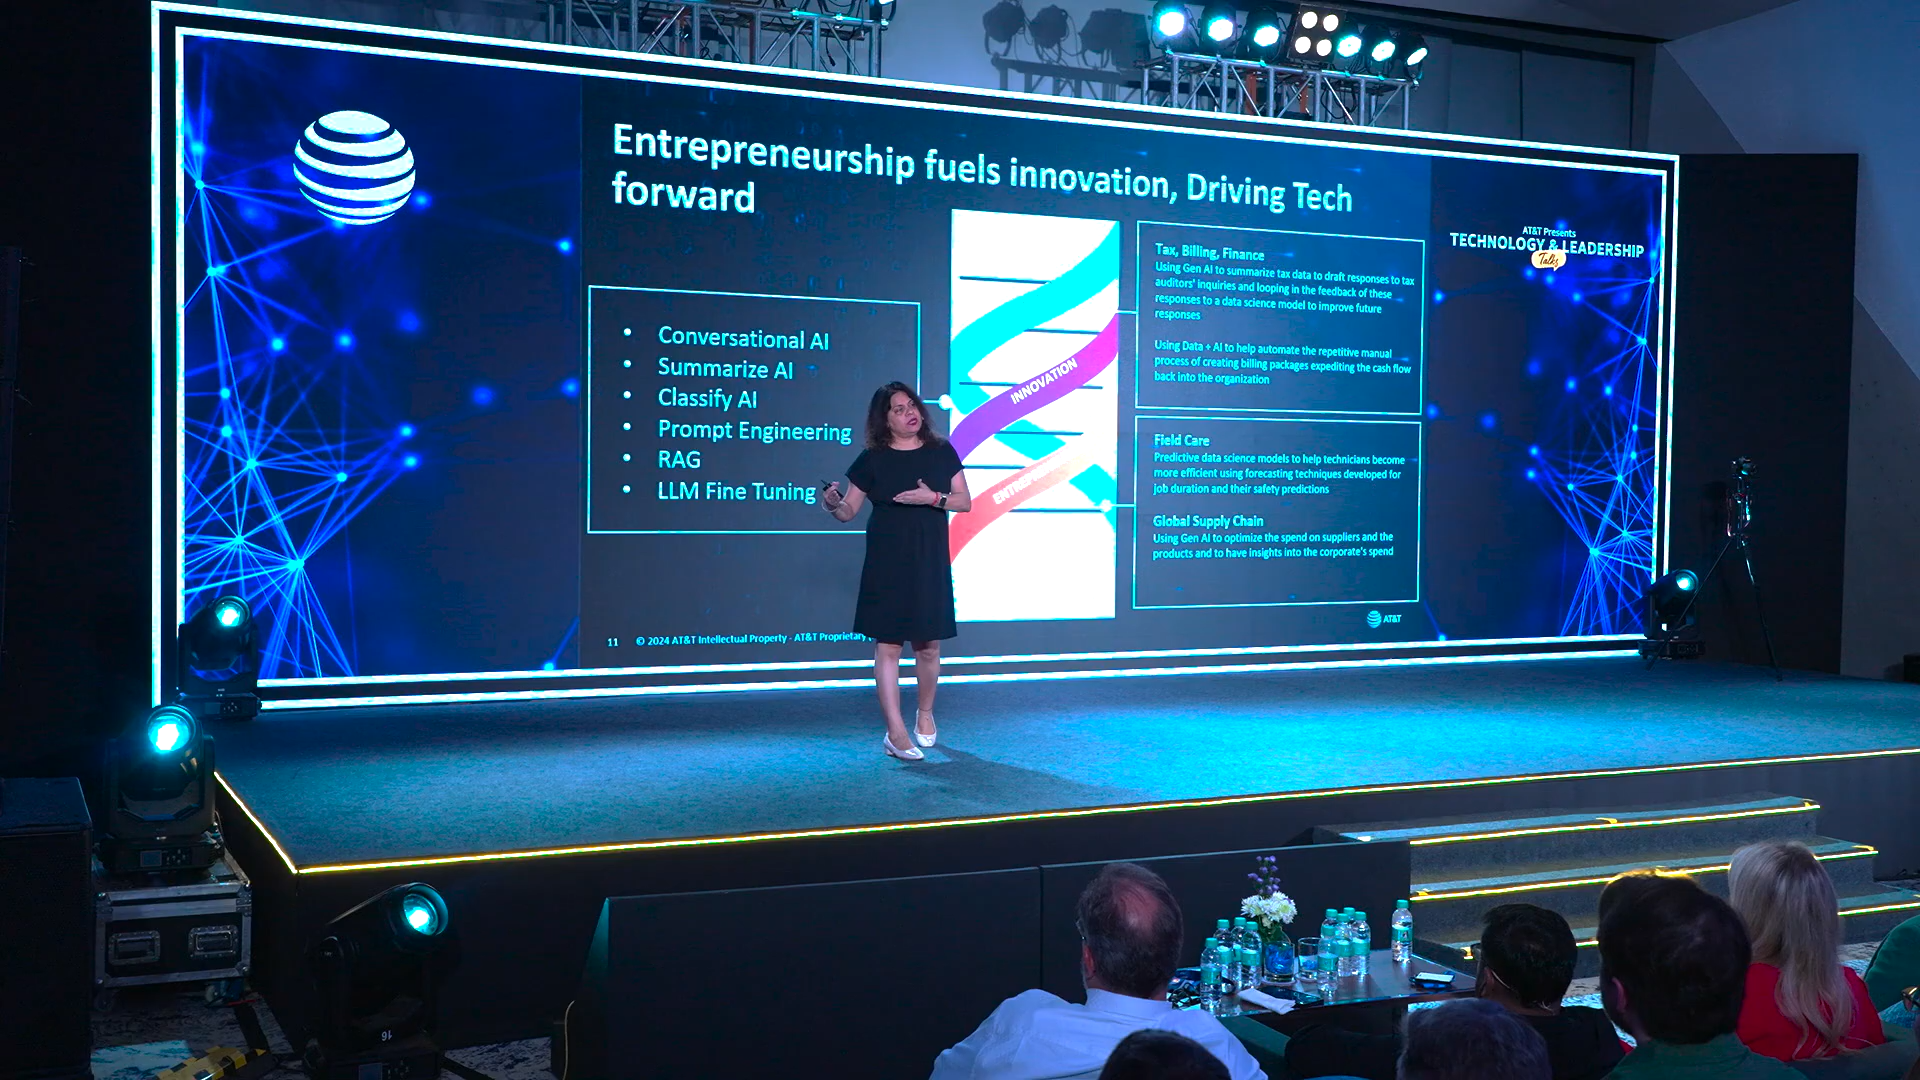 Entrepreneurship fuels innovation, Driving Tech
forward
AT&T Presents
TECHNOLOGY & LEADERSHIP
Talks
• Conversational AI
• Summarize AI
• Classify AI
• Prompt Engineering
• RAG
• LLM Fine Tuning
INNOVATION
Tax, Billing, Finance
Using Gen AI to summarize tax data to draft responses to tax
auditors' inquiries and looping in the feedback of these
responses to a data science model to improve future
responses
Using Data + AI to help automate the repetitive manual
process of creating billing packages expediting the cash flow
back into the organization
Field Care
Predictive data science models to help technicians become
more efficient using forecasting techniques developed for
job duration and their safety predictions
Global Supply Chain
Using Gen AI to optimize the spend on suppliers and the
products and to have insights into the corporate's spend
11 © 2024 AT&T Intellectual Property - AT&T Proprietary
AT&T
16